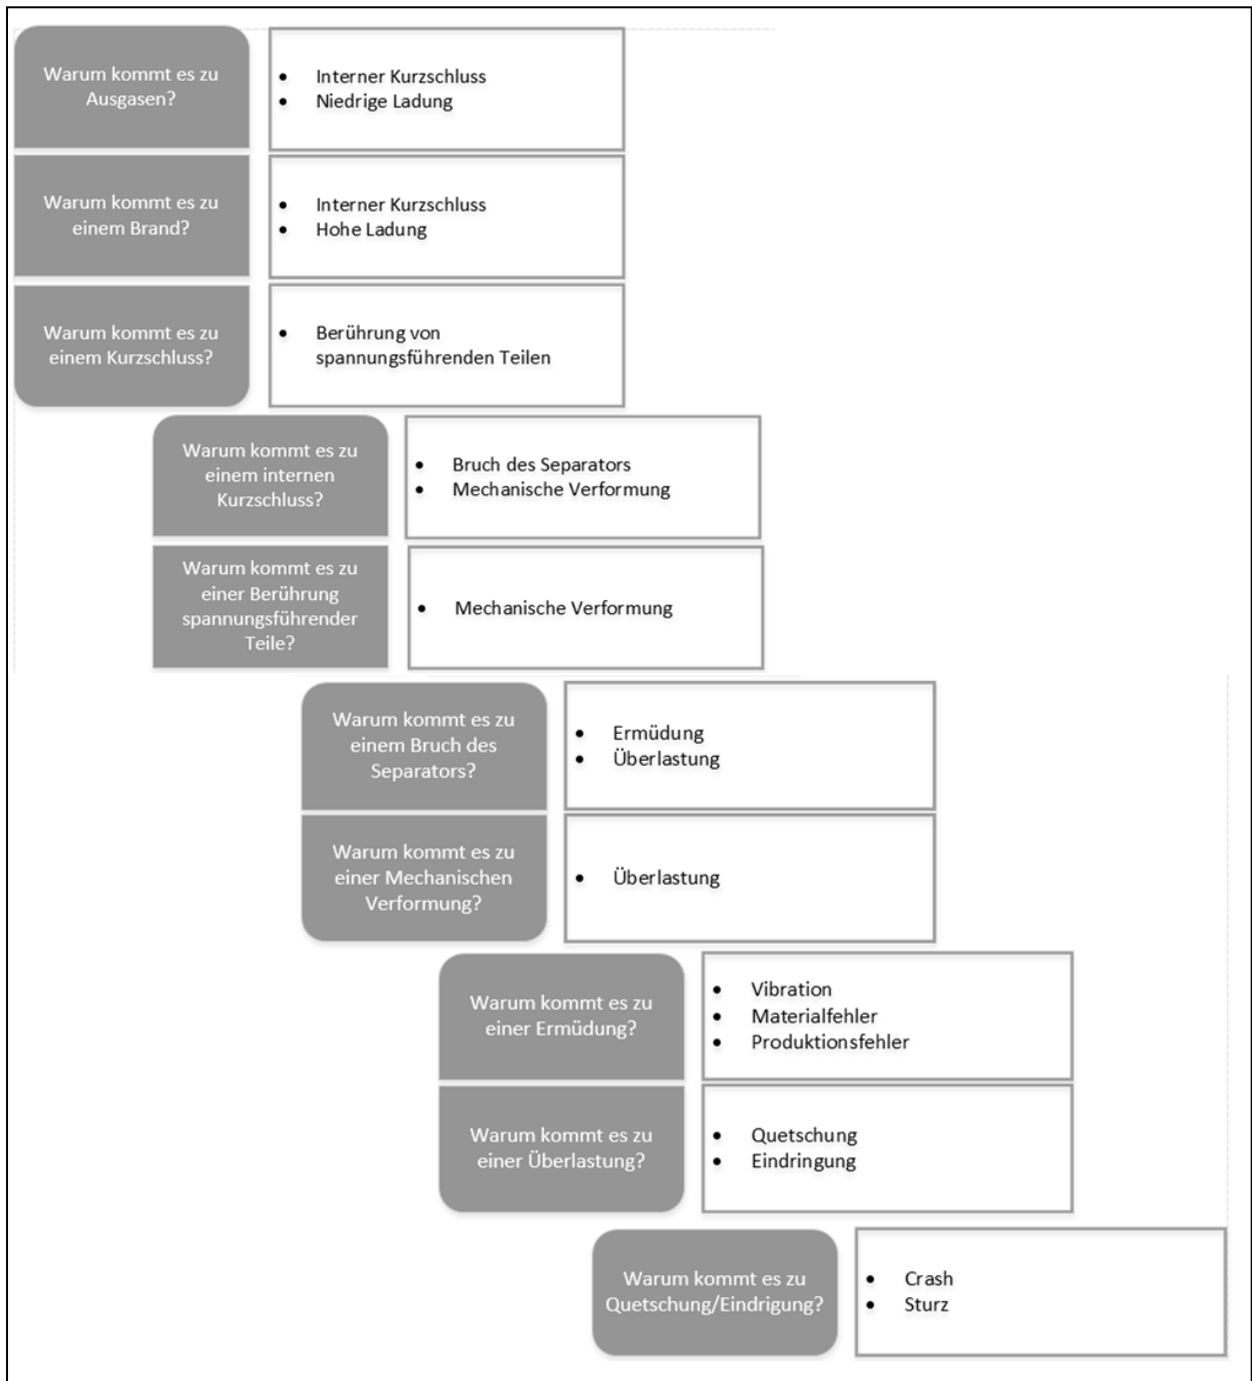 Warum kommt es zu
Ausgasen?
• Interner Kurzschluss
• Niedrige Ladung
Warum kommt es zu
einem Brand?
• Interner Kurzschluss
• Hohe Ladung
Warum kommt es zu
einem Kurzschluss?
• Berührung von
spannungsführenden Teilen
Warum kommt es zu
einem internen
Kurzschluss?
• Bruch des Separators
• Mechanische Verformung
Warum kommt es zu
einer Berührung
spannungsführender
Teile?
• Mechanische Verformung
Warum kommt es zu
einem Bruch des
Separators?
• Ermüdung
• Überlastung
Warum kommt es zu
einer Mechanischen
Verformung?
• Überlastung
Warum kommt es zu
einer Ermüdung?
• Vibration
• Materialfehler
• Produktionsfehler
Warum kommt es zu
einer Überlastung?
• Quetschung
• Eindringung
Warum kommt es zu
Quetschung/Eindrigung?
• Crash
• Sturz